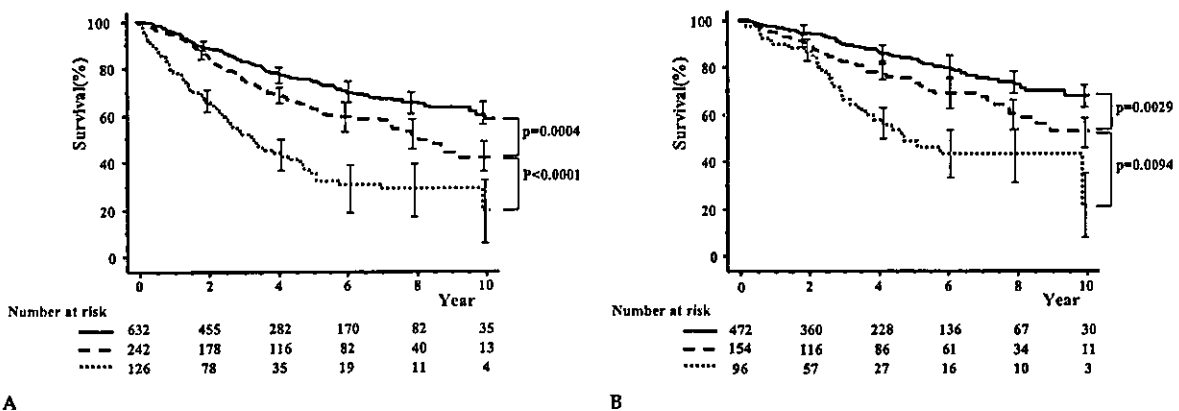 100
80
60
40
20
0
Survival(%)
p=0.0004
P<0.0001
0 2 4 6 8 10
Year
Number at risk
632 455 282 170 82 35
242 178 116 82 40 13
126 78 35 19 11 4
A
100
80
60
40
20
0
Survival(%)
p=0.0029
p=0.0094
0 2 4 6 8 10
Year
Number at risk
472 360 228 136 67 30
154 116 86 61 34 11
96 57 27 16 10 3
B